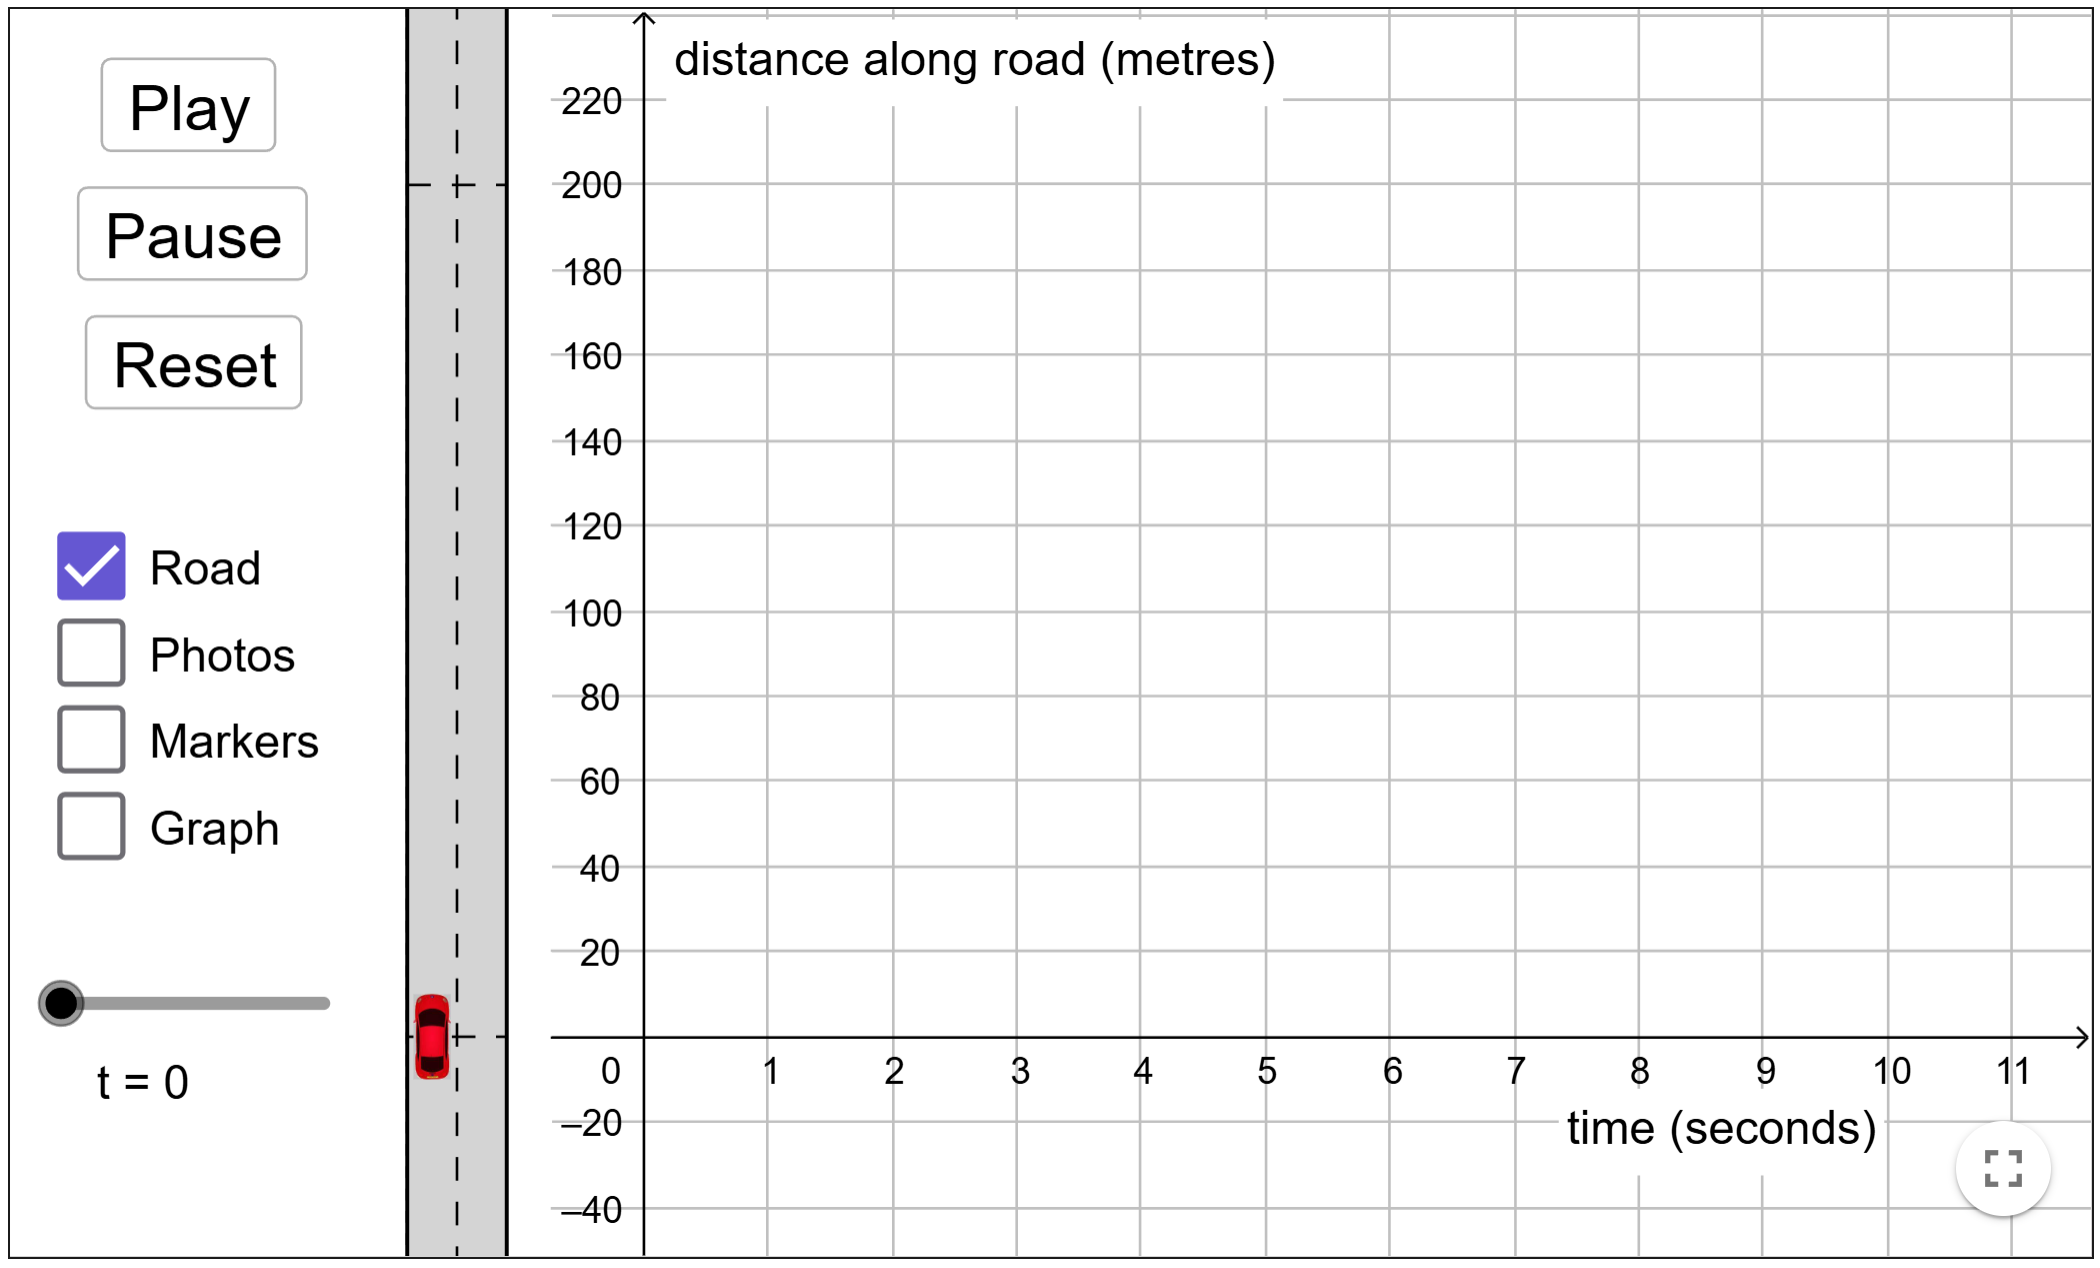 Play
Pause
Reset
Road
Photos
Markers
Graph
t = 0
distance along road (metres)
220
200
180
160
140
120
100
80
60
40
20
0 1 2 3 4 5 6 7 8 9 10 11
time (seconds)
–20
–40